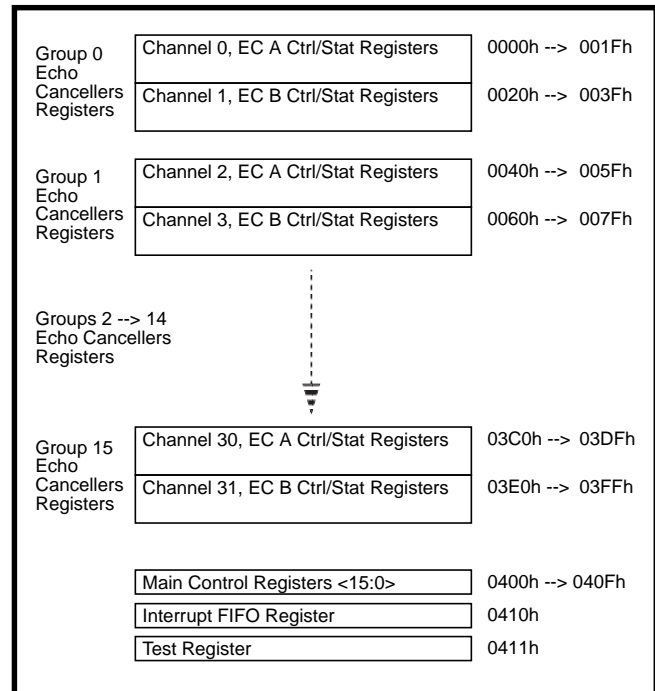 Group 0
Echo
Cancellers
Registers
Channel 0, EC A Ctrl/Stat Registers
0000h --> 001Fh
Channel 1, EC B Ctrl/Stat Registers
0020h --> 003Fh
Group 1
Echo
Cancellers
Registers
Channel 2, EC A Ctrl/Stat Registers
0040h --> 005Fh
Channel 3, EC B Ctrl/Stat Registers
0060h --> 007Fh
Groups 2 --> 14
Echo Cancellers
Registers
Group 15
Echo
Cancellers
Registers
Channel 30, EC A Ctrl/Stat Registers
03C0h --> 03DFh
Channel 31, EC B Ctrl/Stat Registers
03E0h --> 03FFh
Main Control Registers <15:0>
0400h --> 040Fh
Interrupt FIFO Register
0410h
Test Register
0411h